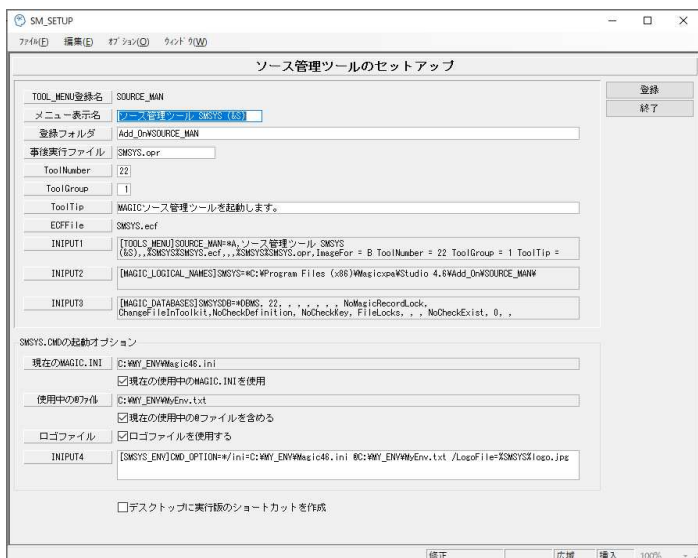 SM_SETUP
ファイル(F) 編集(E) オプション(O) ウィンドウ(W)
ソース管理ツールのセットアップ
登録
終了
TOOL_MENU登録名 SOURCE_MAN
メニュー表示名 ソース管理ツール SMSYS (&S)
登録フォルダ Add_On¥SOURCE_MAN
事後実行ファイル SMSYS.opr
ToolNumber 22
ToolGroup 1
ToolTip MAGICソース管理ツールを起動します。
ECFFile SMSYS.ecf
INIPUT1 [TOOLS_MENU]SOURCE_MAN=*A,ソース管理ツール SMSYS
(&S),,%SMSYS%SMSYS.ecf,,,%SMSYS%SMSYS.opr,ImageFor = B ToolNumber = 22 ToolGroup = 1 ToolTip =
INIPUT2 [MAGIC_LOGICAL_NAMES]SMSYS=*C:¥Program Files (x86)¥Magicxpa¥Studio 4.6¥Add_On¥SOURCE_MAN¥
INIPUT3 [MAGIC_DATABASES]SMSYSDB=*DBMS, 22, , , , , , NoMagicRecordLock,
ChangeFileInToolkit,NoCheckDefinition, NoCheckKey, FileLocks, , , NoCheckExist, 0, ,
SMSYS.CMDの起動オプション
現在のMAGIC.INI C:¥MY_ENV¥Magic46.ini
現在の使用中のMAGIC.INIを使用
使用中の@ファイル C:¥MY_ENV¥MyEnv.txt
現在の使用中の@ファイルを含める
ロゴファイル ロゴファイルを使用する
INIPUT4 [SMSYS_ENV]CMD_OPTION=*/ini=C:¥MY_ENV¥Magic46.ini @C:¥MY_ENV¥MyEnv.txt /LogoFile=%SMSYS%logo.jpg
デスクトップに実行版のショートカットを作成
修正 広域 挿入 100%